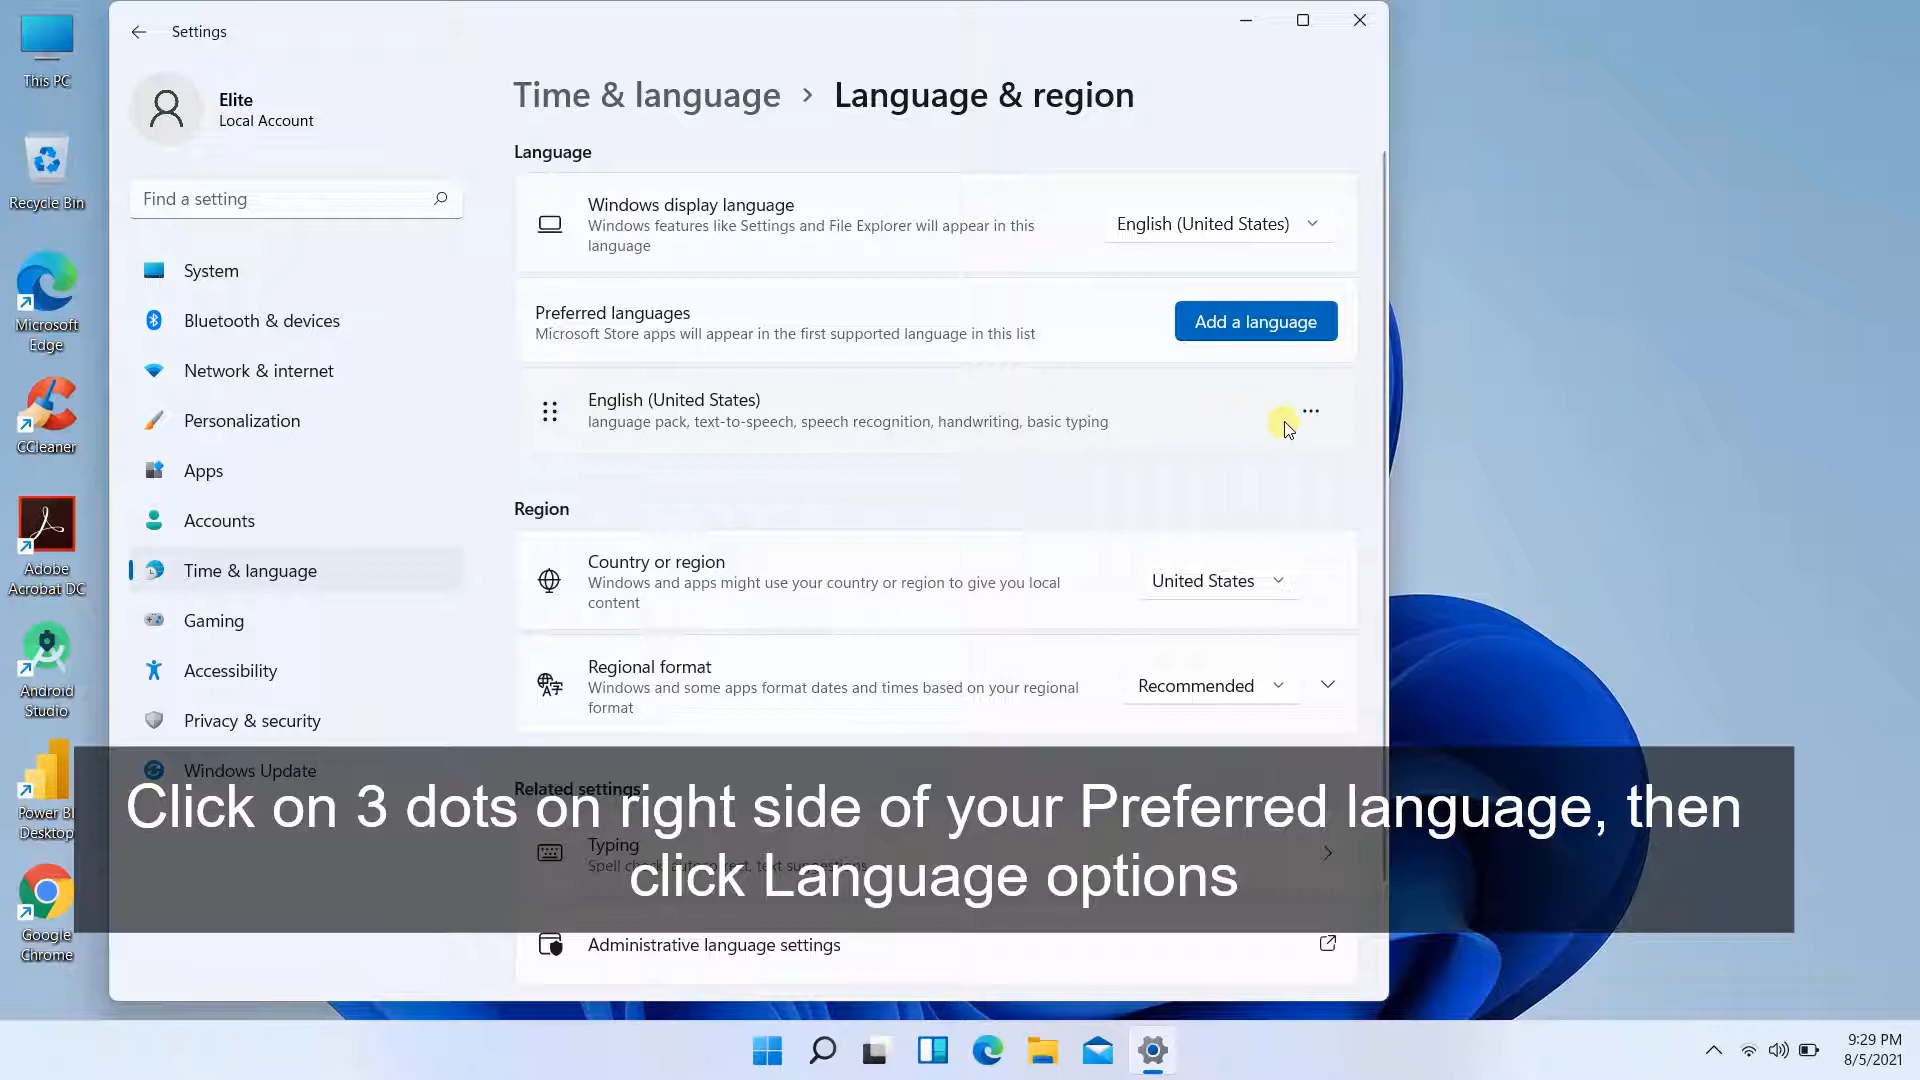 This PC
Recycle Bin
Microsoft
Edge
CCleaner
Adobe
Acrobat DC
Android
Studio
Power BI
Desktop
Google
Chrome
Settings
Elite
Local Account
Find a setting
System
Bluetooth & devices
Network & internet
Personalization
Apps
Accounts
Time & language
Gaming
Accessibility
Privacy & security
Windows Update
Time & language > Language & region
Language
Windows display language
Windows features like Settings and File Explorer will appear in this
language
English (United States)
Preferred languages
Microsoft Store apps will appear in the first supported language in this list
Add a language
English (United States)
language pack, text-to-speech, speech recognition, handwriting, basic typing
Region
Country or region
Windows and apps might use your country or region to give you local
content
United States
Regional format
Windows and some apps format dates and times based on your regional
format
Recommended
Related settings
Typing
Spell check, autocorrect, text suggestions
Administrative language settings
Click on 3 dots on right side of your Preferred language, then
click Language options
9:29 PM
8/5/2021